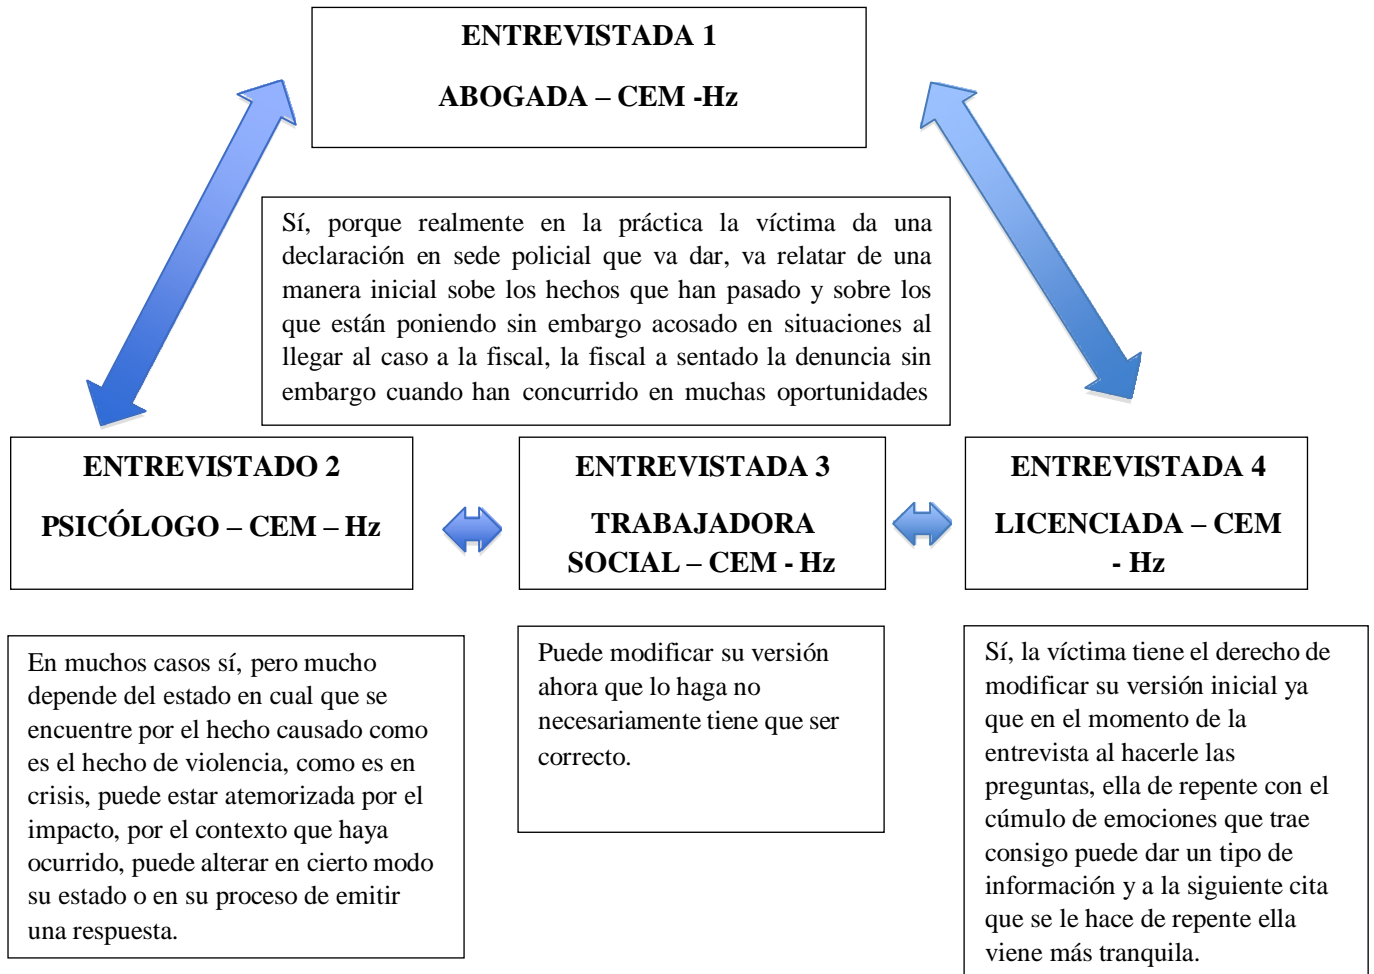 ENTREVISTADA 1
ABOGADA – CEM -Hz
Sí, porque realmente en la práctica la víctima da una
declaración en sede policial que va dar, va relatar de una
manera inicial sobe los hechos que han pasado y sobre los
que están poniendo sin embargo acosado en situaciones al
llegar al caso a la fiscal, la fiscal a sentado la denuncia sin
embargo cuando han concurrido en muchas oportunidades
ENTREVISTADO 2
PSICÓLOGO – CEM – Hz
ENTREVISTADA 3
TRABAJADORA
SOCIAL – CEM - Hz
ENTREVISTADA 4
LICENCIADA – CEM
- Hz
En muchos casos sí, pero mucho
depende del estado en cual que se
encuentre por el hecho causado como
es el hecho de violencia, como es en
crisis, puede estar atemorizada por el
impacto, por el contexto que haya
ocurrido, puede alterar en cierto modo
su estado o en su proceso de emitir
una respuesta.
Puede modificar su versión
ahora que lo haga no
necesariamente tiene que ser
correcto.
Sí, la víctima tiene el derecho de
modificar su versión inicial ya
que en el momento de la
entrevista al hacerle las
preguntas, ella de repente con el
cúmulo de emociones que trae
consigo puede dar un tipo de
información y a la siguiente cita
que se le hace de repente ella
viene más tranquila.